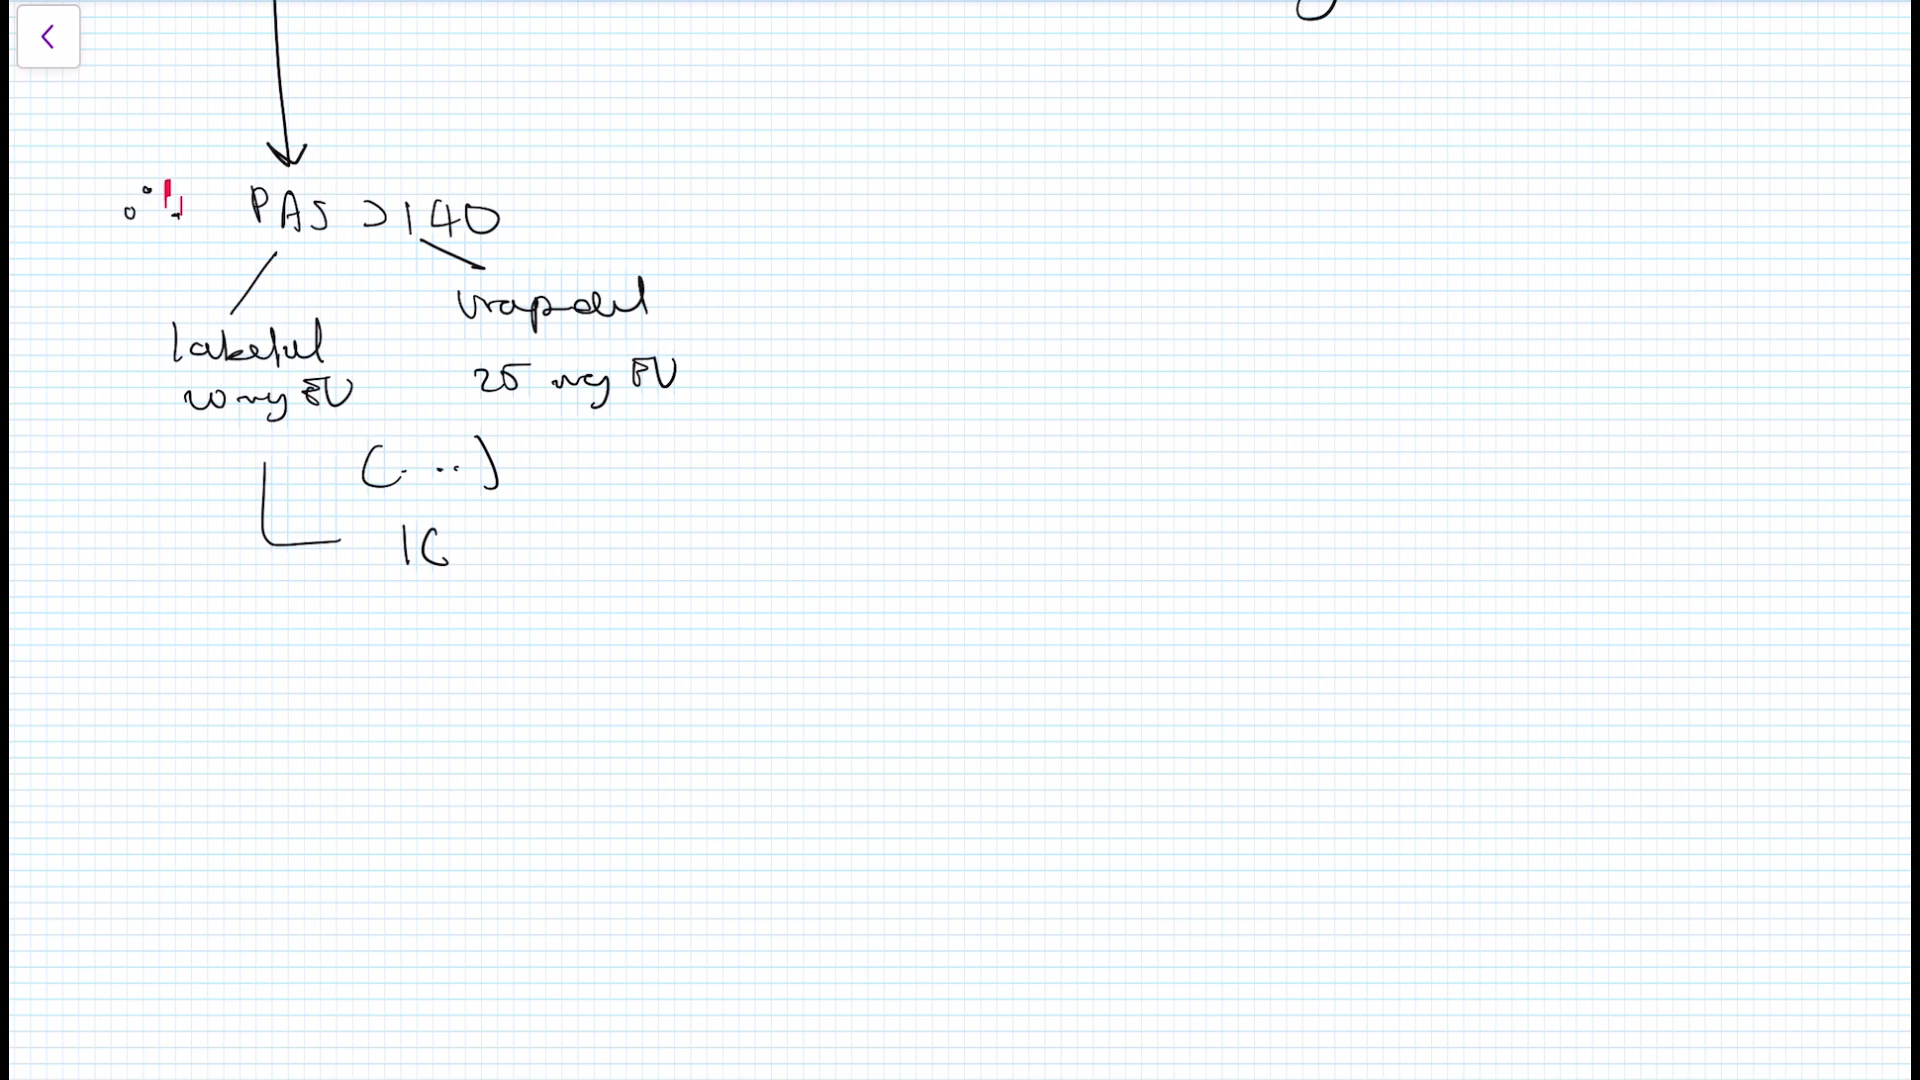 PAS > 140
Urapidil
labetalol
25 mg EV
10 mg EV
(...)
IC